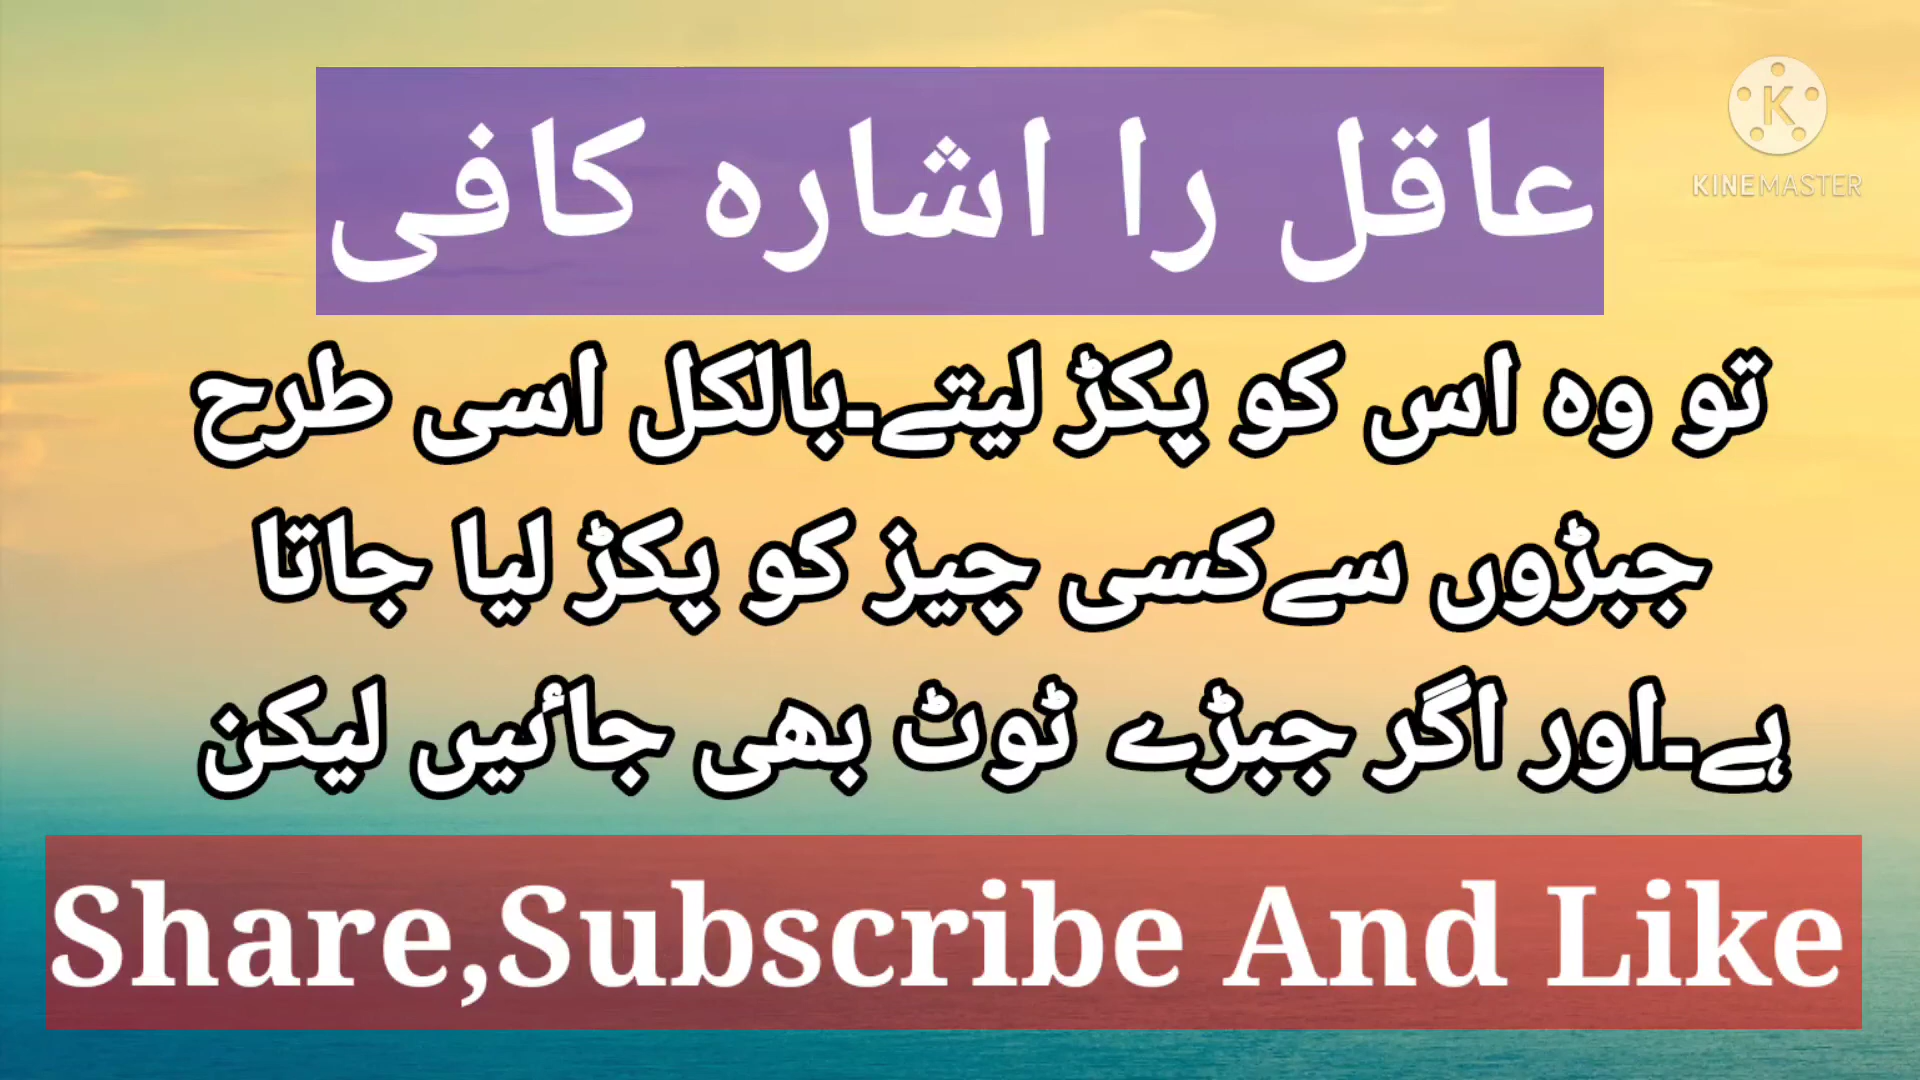 عاقل را اشارہ کافی
KINEMASTER
تو وہ اس کو پکڑ لیتے۔بالکل اسی طرح
جبڑوں سےکسی چیز کو پکڑ لیا جاتا
ہے۔اور اگر جبڑے ٹوٹ بھی جائیں لیکن
Share,Subscribe And Like